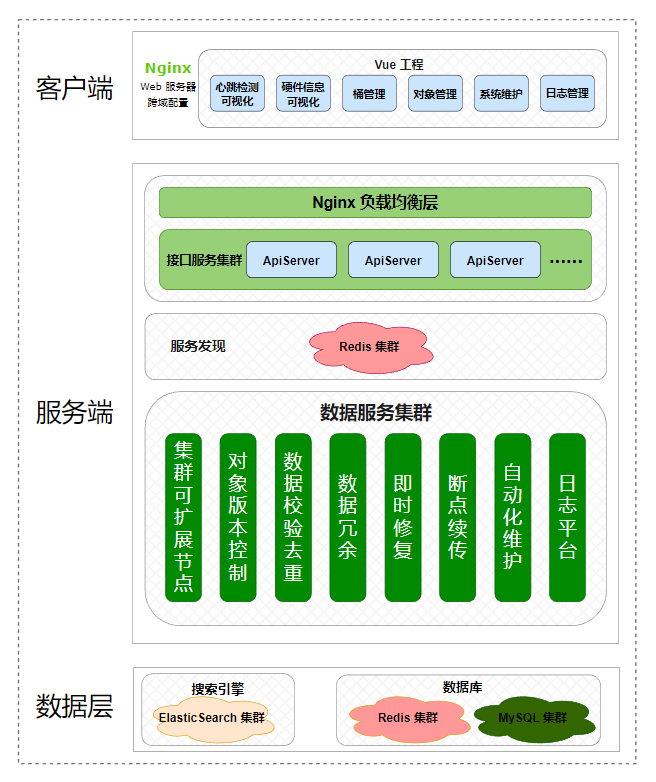 客户端
Nginx
Web 服务器
跨域配置
Vue 工程
心跳检测
可视化
硬件信息
可视化
桶管理
对象管理
系统维护
日志管理
服务端
Nginx 负载均衡层
接口服务集群
ApiServer
ApiServer
ApiServer
······
服务发现
Redis 集群
数据服务集群
集群可扩展节点
对象版本控制
数据校验去重
数据冗余
即时修复
断点续传
自动化维护
日志平台
数据层
搜索引擎
ElasticSearch 集群
数据库
Redis 集群
MySQL 集群